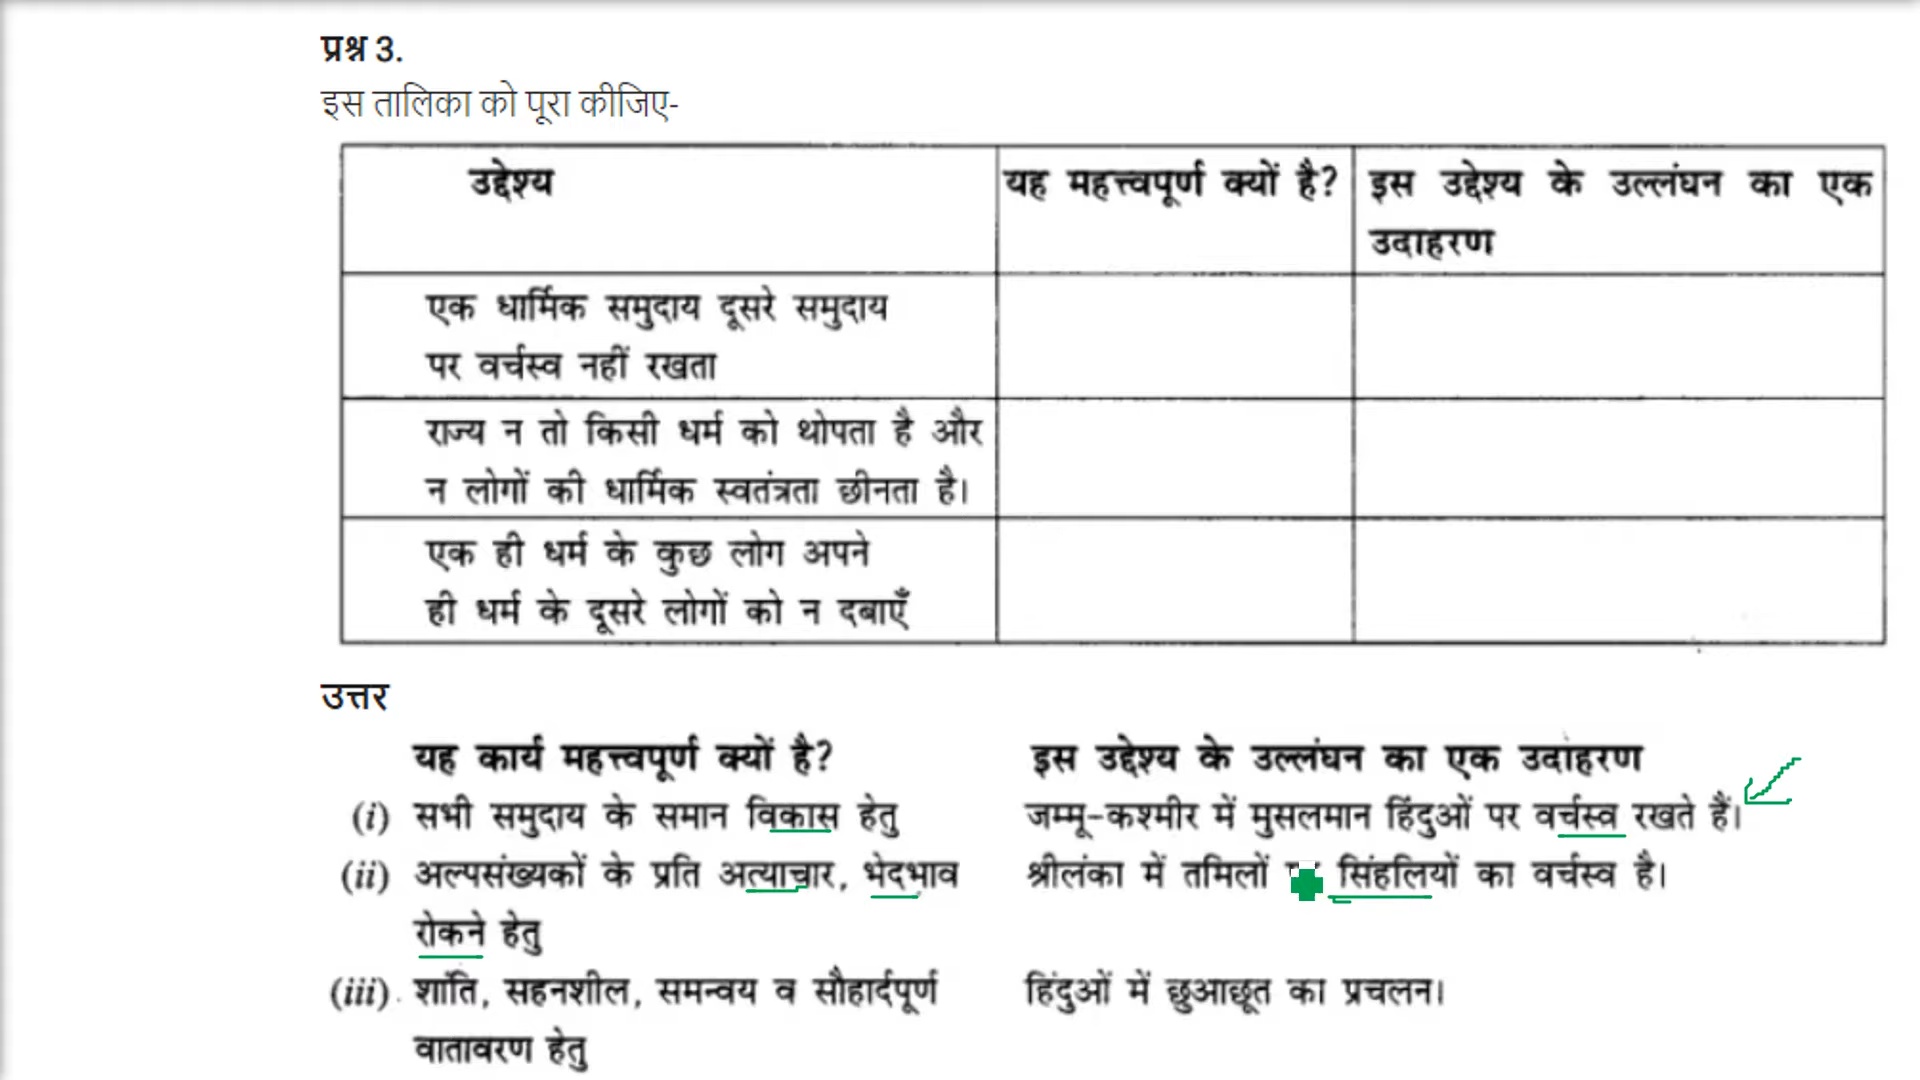 प्रश्न 3.
इस तालिका को पूरा कीजिए-
उद्देश्य यह महत्त्वपूर्ण क्यों है? इस उद्देश्य के उल्लंघन का एक
उदाहरण
एक धार्मिक समुदाय दूसरे समुदाय
पर वर्चस्व नहीं रखता
राज्य न तो किसी धर्म को थोपता है और
न लोगों की धार्मिक स्वतंत्रता छीनता है।
एक ही धर्म के कुछ लोग अपने
ही धर्म के दूसरे लोगों को न दबाएँ
उत्तर
यह कार्य महत्त्वपूर्ण क्यों है? इस उद्देश्य के उल्लंघन का एक उदाहरण
(i) सभी समुदाय के समान विकास हेतु जम्मू-कश्मीर में मुसलमान हिंदुओं पर वर्चस्व रखते हैं।
(ii) अल्पसंख्यकों के प्रति अत्याचार, भेदभाव श्रीलंका में तमिलों सिंहलियों का वर्चस्व है।
रोकने हेतु
(iii) शांति, सहनशील, समन्वय व सौहार्दपूर्ण हिंदुओं में छुआछूत का प्रचलन।
वातावरण हेतु